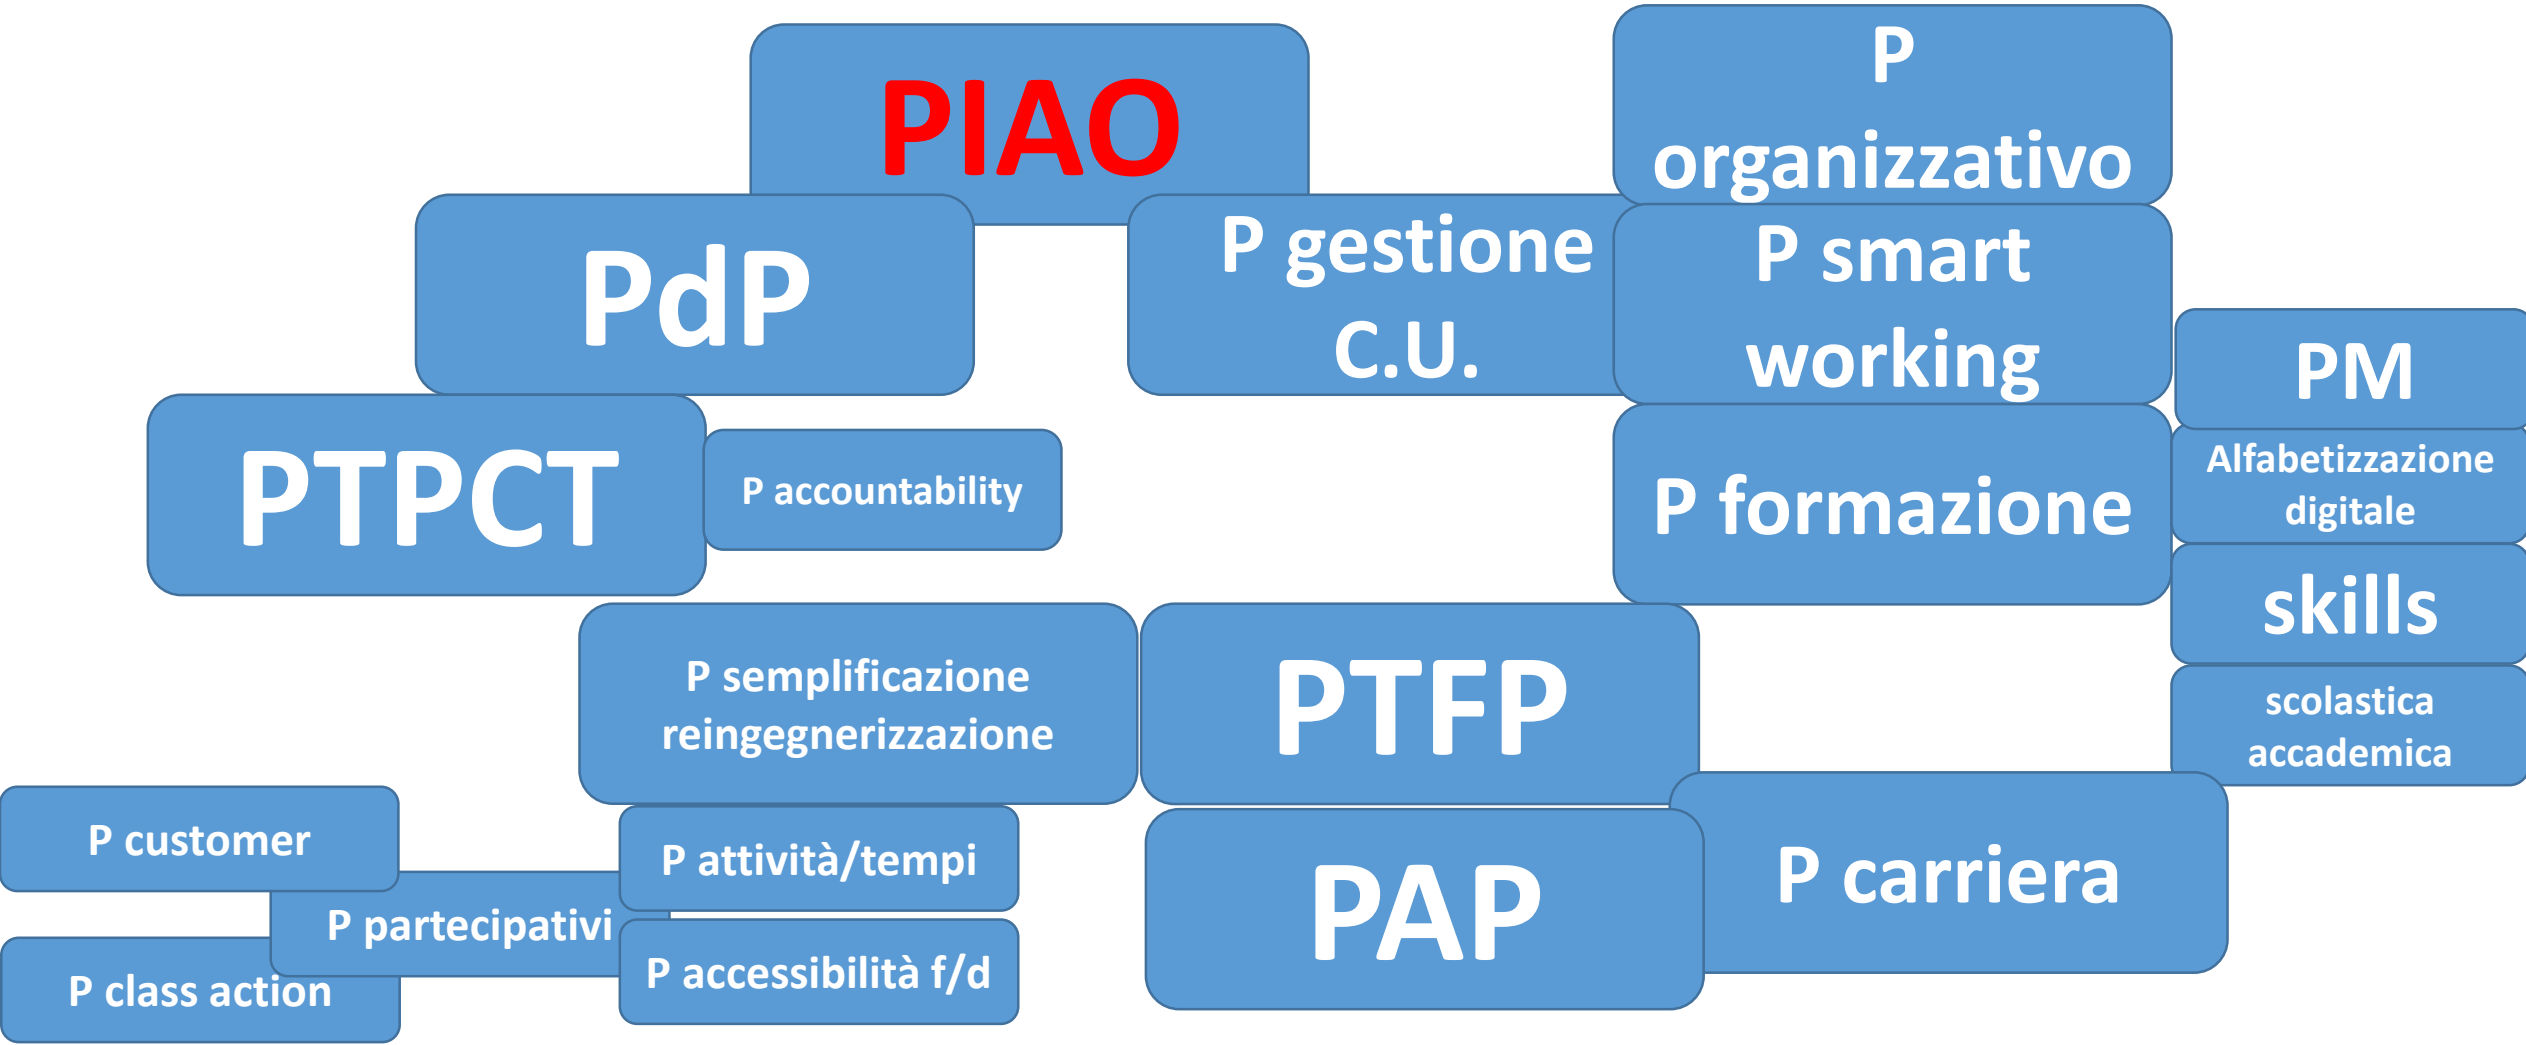 PIAO
P
organizzativo
PdP
P gestione
C.U.
P smart
working
PM
PTPCT
P accountability
P formazione
Alfabetizzazione
digitale
skills
P semplificazione
reingegnerizzazione
PTFP
scolastica
accademica
P customer
P attività/tempi
PAP
P carriera
P partecipativi
P class action
P accessibilità f/d